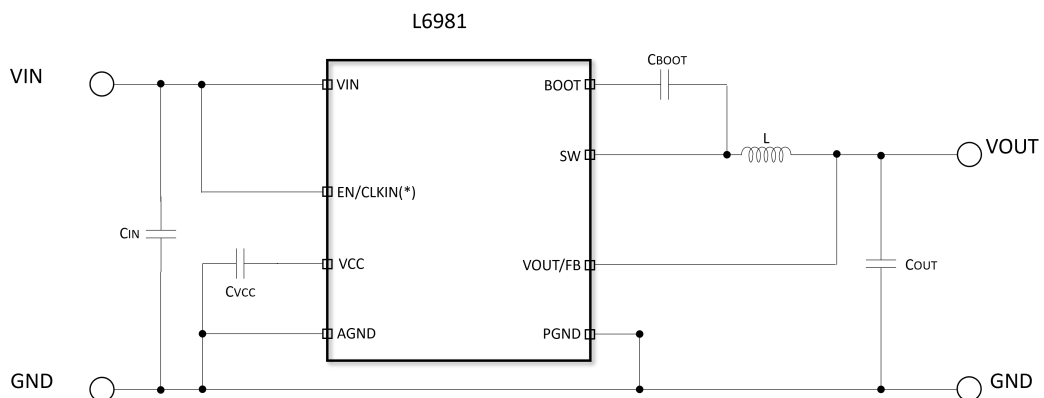 L6981
VIN
VIN
BOOT
CBOOT
SW
L
VOUT
EN/CLKIN(*)
CIN
VCC
CVCC
VOUT/FB
COUT
AGND
PGND
GND
GND